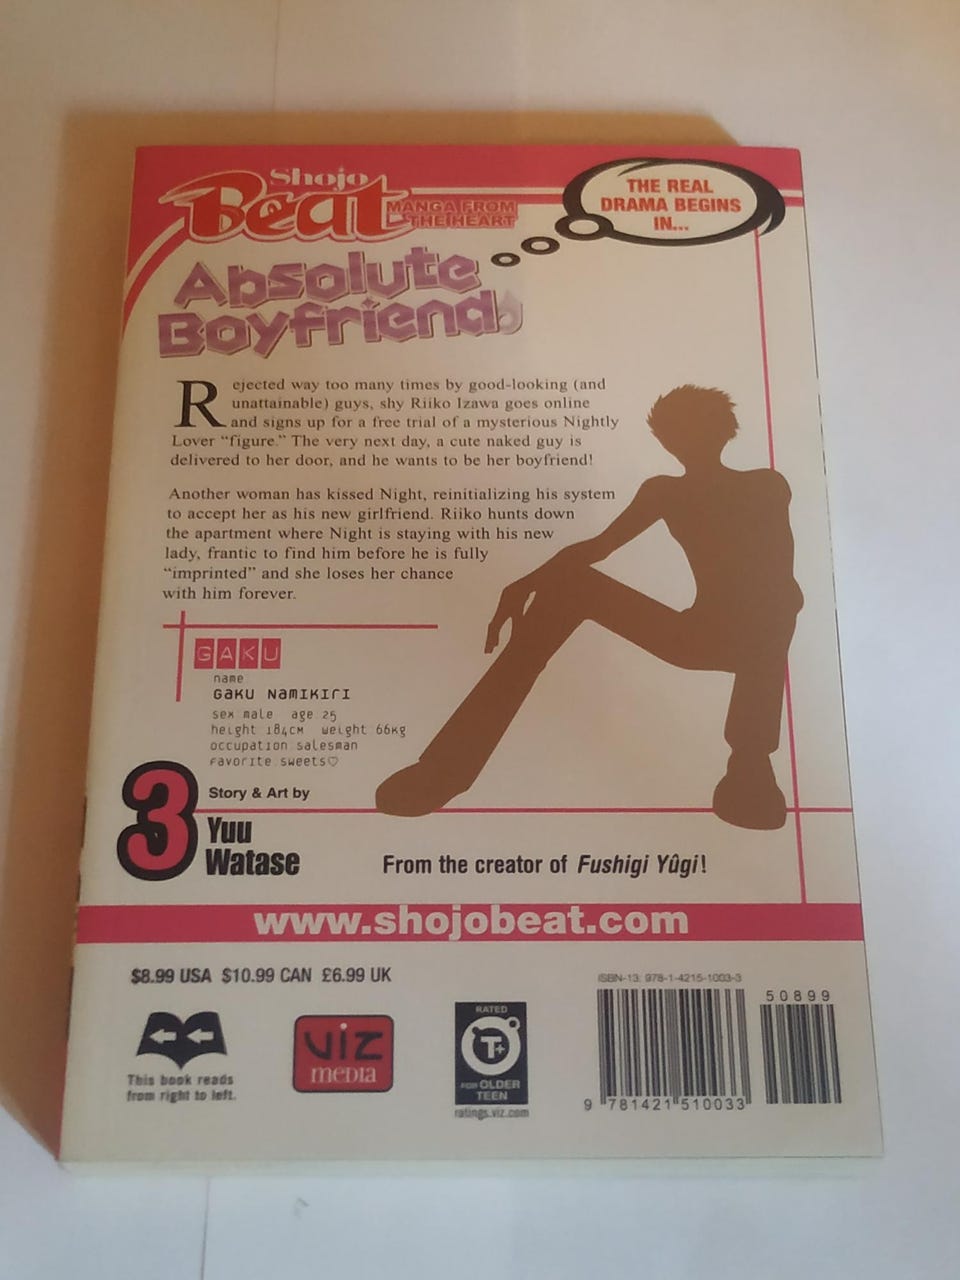 Shojo
Beat
MANGA FROM
THE HEART
THE REAL
DRAMA BEGINS
IN...
Absolute
Boyfriend
Rejected way too many times by good-looking (and
unattainable) guys, shy Riiko Izawa goes online
and signs up for a free trial of a mysterious Nightly
Lover “figure.” The very next day, a cute naked guy is
delivered to her door, and he wants to be her boyfriend!
Another woman has kissed Night, reinitializing his system
to accept her as his new girlfriend. Riiko hunts down
the apartment where Night is staying with his new
lady, frantic to find him before he is fully
“imprinted” and she loses her chance
with him forever.
GAKU
name
GAKU NAMIKIRI
sex male age 25
height 184cm weight 66kg
occupation salesman
favorite sweets♡
3
Story & Art by
Yuu
Watase
From the creator of Fushigi Yûgi!
www.shojobeat.com
$8.99 USA $10.99 CAN £6.99 UK
ISBN-13: 978-1-4215-1003-3
50899
This book reads
from right to left.
VIZ
MEDIA
RATED
T+
FOR OLDER
TEEN
ratings.viz.com
9 781421 510033